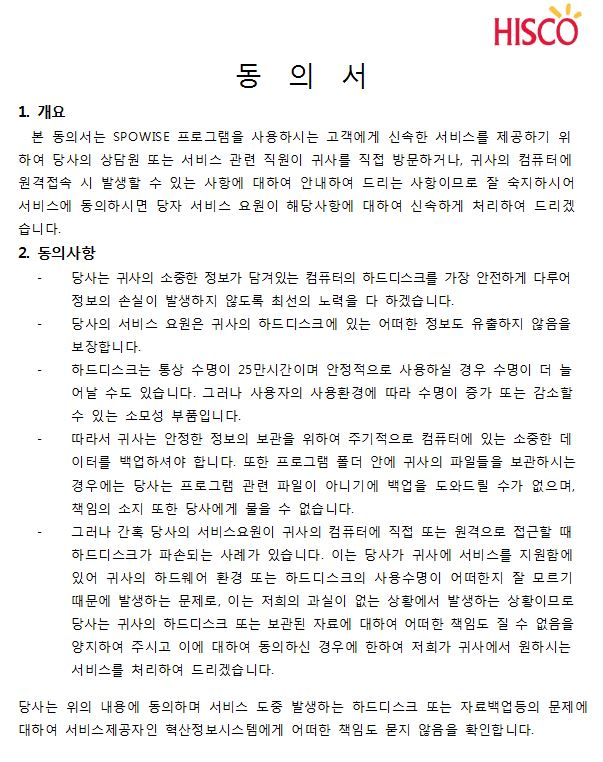 HISCO
동 의 서
1. 개요
본 동의서는 SPOWISE 프로그램을 사용하시는 고객에게 신속한 서비스를 제공하기 위
하여 당사의 상담원 또는 서비스 관련 직원이 귀사를 직접 방문하거나, 귀사의 컴퓨터에
원격접속 시 발생할 수 있는 사항에 대하여 안내하여 드리는 사항이므로 잘 숙지하시어
서비스에 동의하시면 당자 서비스 요원이 해당사항에 대하여 신속하게 처리하여 드리겠
습니다.
2. 동의사항
- 당사는 귀사의 소중한 정보가 담겨있는 컴퓨터의 하드디스크를 가장 안전하게 다루어
정보의 손실이 발생하지 않도록 최선의 노력을 다 하겠습니다.
- 당사의 서비스 요원은 귀사의 하드디스크에 있는 어떠한 정보도 유출하지 않음을
보장합니다.
- 하드디스크는 통상 수명이 25만시간이며 안정적으로 사용하실 경우 수명이 더 늘
어날 수도 있습니다. 그러나 사용자의 사용환경에 따라 수명이 증가 또는 감소할
수 있는 소모성 부품입니다.
- 따라서 귀사는 안정한 정보의 보관을 위하여 주기적으로 컴퓨터에 있는 소중한 데
이터를 백업하셔야 합니다. 또한 프로그램 폴더 안에 귀사의 파일들을 보관하시는
경우에는 당사는 프로그램 관련 파일이 아니기에 백업을 도와드릴 수가 없으며,
책임의 소지 또한 당사에게 물을 수 없습니다.
- 그러나 간혹 당사의 서비스요원이 귀사의 컴퓨터에 직접 또는 원격으로 접근할 때
하드디스크가 파손되는 사례가 있습니다. 이는 당사가 귀사에 서비스를 지원함에
있어 귀사의 하드웨어 환경 또는 하드디스크의 사용수명이 어떠한지 잘 모르기
때문에 발생하는 문제로, 이는 저희의 과실이 없는 상황에서 발생하는 상황이므로
당사는 귀사의 하드디스크 또는 보관된 자료에 대하여 어떠한 책임도 질 수 없음을
양지하여 주시고 이에 대하여 동의하신 경우에 한하여 저희가 귀사에서 원하시는
서비스를 처리하여 드리겠습니다.
당사는 위의 내용에 동의하며 서비스 도중 발생하는 하드디스크 또는 자료백업등의 문제에
대하여 서비스제공자인 혁산정보시스템에게 어떠한 책임도 묻지 않음을 확인합니다.